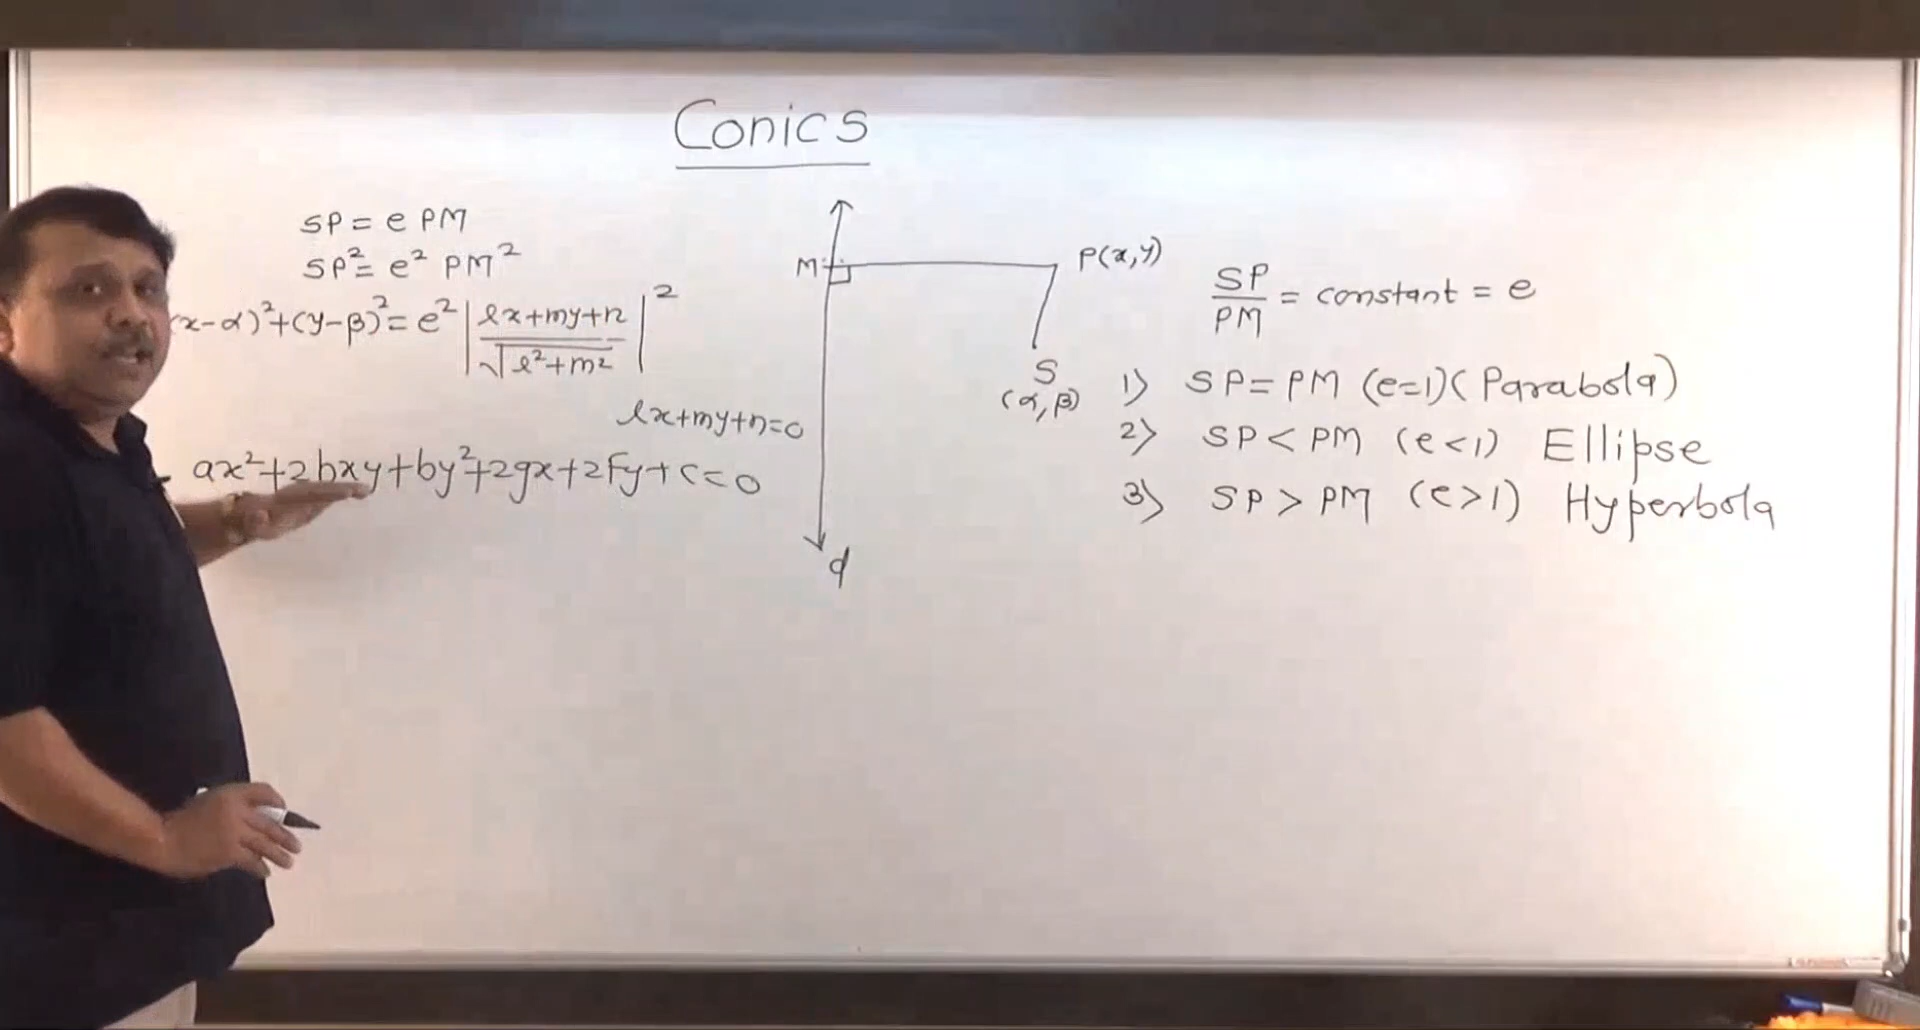 Conics
SP = e PM
SP² = e² PM²
(x-α)²+(y-β)² = e² |lx+my+n / √l²+m²|²
lx+my+n=0
ax²+2hxy+by²+2gx+2fy+c=0
M
P(x,y)
S
(α,β)
d
SP/PM = constant = e
1) SP = PM (e=1) (Parabola)
2) SP < PM (e<1) Ellipse
3) SP > PM (e>1) Hyperbola